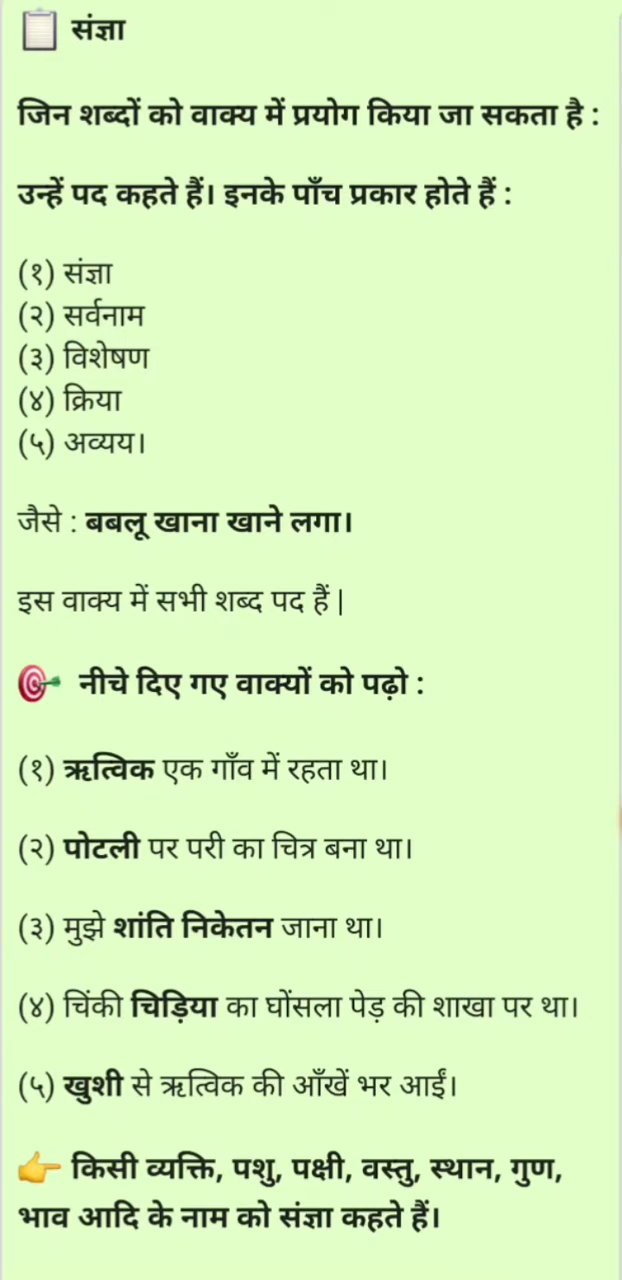 संज्ञा
जिन शब्दों को वाक्य में प्रयोग किया जा सकता है :
उन्हें पद कहते हैं। इनके पाँच प्रकार होते हैं :
(१) संज्ञा
(२) सर्वनाम
(३) विशेषण
(४) क्रिया
(५) अव्यय।
जैसे : बबलू खाना खाने लगा।
इस वाक्य में सभी शब्द पद हैं |
नीचे दिए गए वाक्यों को पढ़ो :
(१) ऋत्विक एक गाँव में रहता था।
(२) पोटली पर परी का चित्र बना था।
(३) मुझे शांति निकेतन जाना था।
(४) चिंकी चिड़िया का घोंसला पेड़ की शाखा पर था।
(५) खुशी से ऋत्विक की आँखें भर आईं।
किसी व्यक्ति, पशु, पक्षी, वस्तु, स्थान, गुण,
भाव आदि के नाम को संज्ञा कहते हैं।